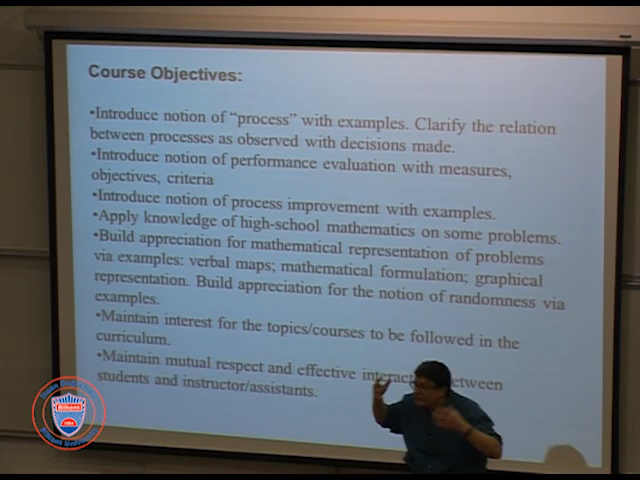 Course Objectives:
•Introduce notion of “process” with examples. Clarify the relation
between processes as observed with decisions made.
•Introduce notion of performance evaluation with measures,
objectives, criteria
•Introduce notion of process improvement with examples.
•Apply knowledge of high-school mathematics on some problems.
•Build appreciation for mathematical representation of problems
via examples: verbal maps; mathematical formulation; graphical
representation. Build appreciation for the notion of randomness via
examples.
•Maintain interest for the topics/courses to be followed in the
curriculum.
•Maintain mutual respect and effective between
students and instructor/assistants.
Bilkent